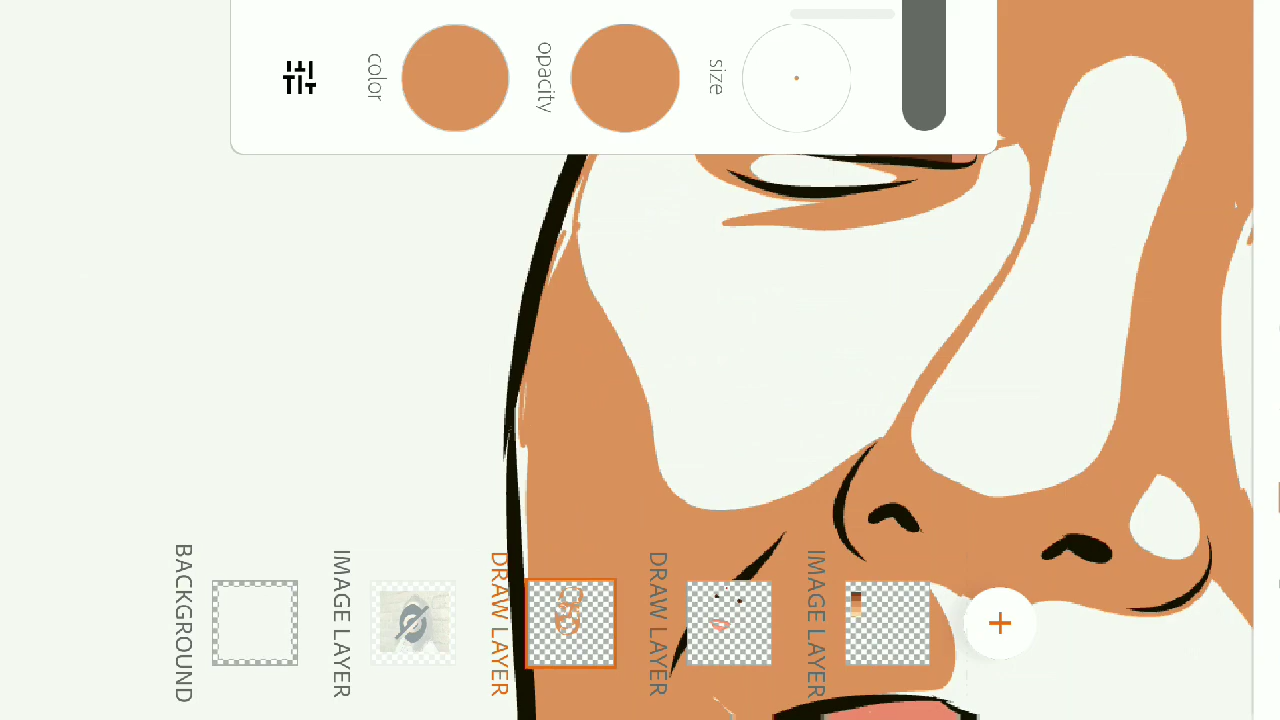 color
opacity
size
BACKGROUND
IMAGE LAYER
DRAW LAYER
DRAW LAYER
IMAGE LAYER